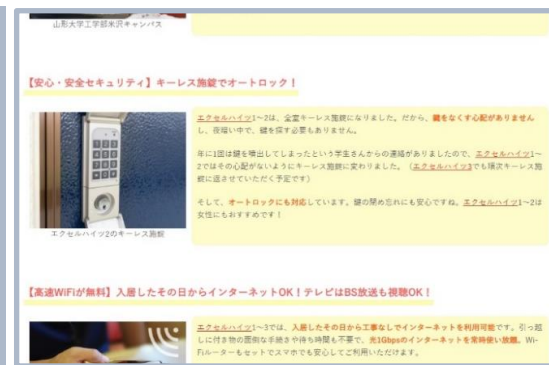 山形大学工学部米沢キャンパス
【安心・安全セキュリティ】キーレス施錠でオートロック！
エクセルハイツ1～2は、全室キーレス施錠になりました。だから、鍵をなくす心配がありません
し、夜暗い中で、鍵を探す必要もありません。
年に1回は鍵を噴出してしまったという学生さんからの連絡がありましたので、エクセルハイツ1～
2ではその心配がないようにキーレス施錠に変わりました。（エクセルハイツ3でも順次キーレス施
錠に返させていただく予定です）
そして、オートロックにも対応しています。鍵の閉め忘れにも安心ですね。エクセルハイツ1～2は
女性にもおすすめです！
エクセルハイツ2のキーレス施錠
【高速WiFiが無料】入居したその日からインターネットOK！テレビはBS放送も視聴OK！
エクセルハイツ1～3では、入居したその日から工事なしでインターネットを利用可能です。引っ越
しに付き物の面倒な手続きや待ち時間も不要で、光1Gbpsのインターネットを常時使い放題。Wi-
Fiルーターもセットでスマホでも安心してご利用いただけます。